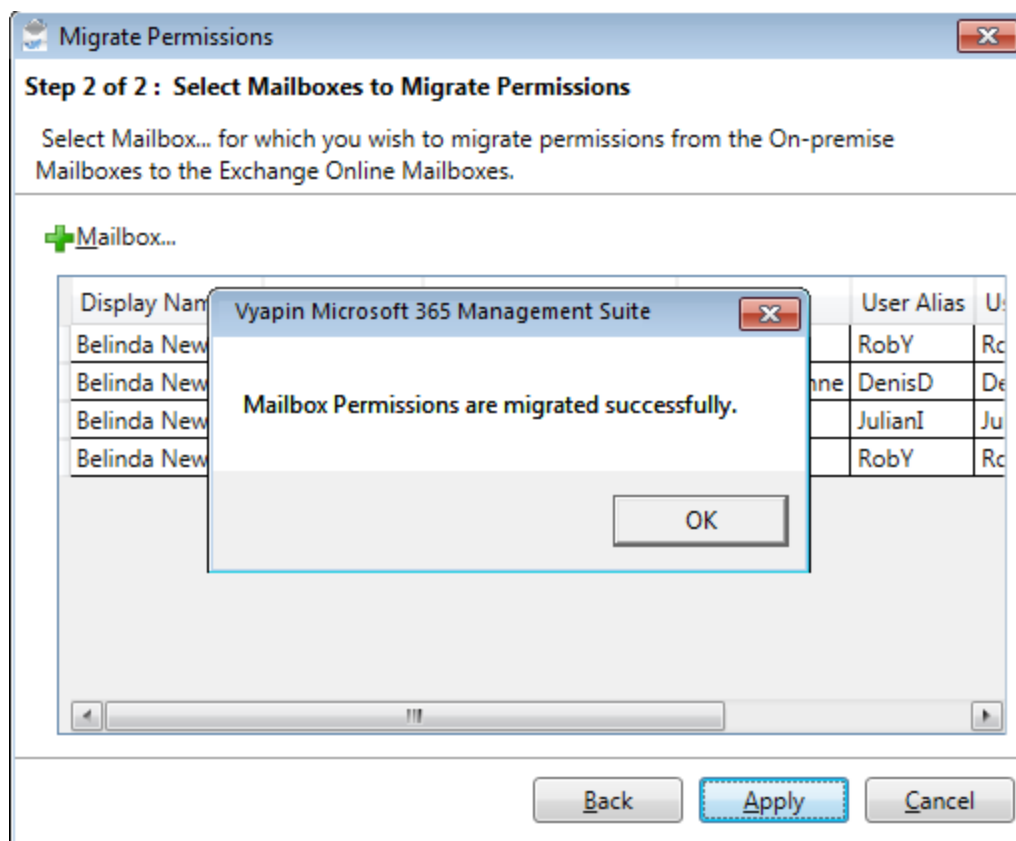 Migrate Permissions
Step 2 of 2 : Select Mailboxes to Migrate Permissions
Select Mailbox... for which you wish to migrate permissions from the On-premise
Mailboxes to the Exchange Online Mailboxes.
Mailbox...
Display User Alias
Vyapin Microsoft 365 Management Suite
Belinda New RobY
Belinda New DenisD
Mailbox Permissions are migrated successfully.
Belinda New JulianI
Belinda New RobY
OK
Back Apply Cancel